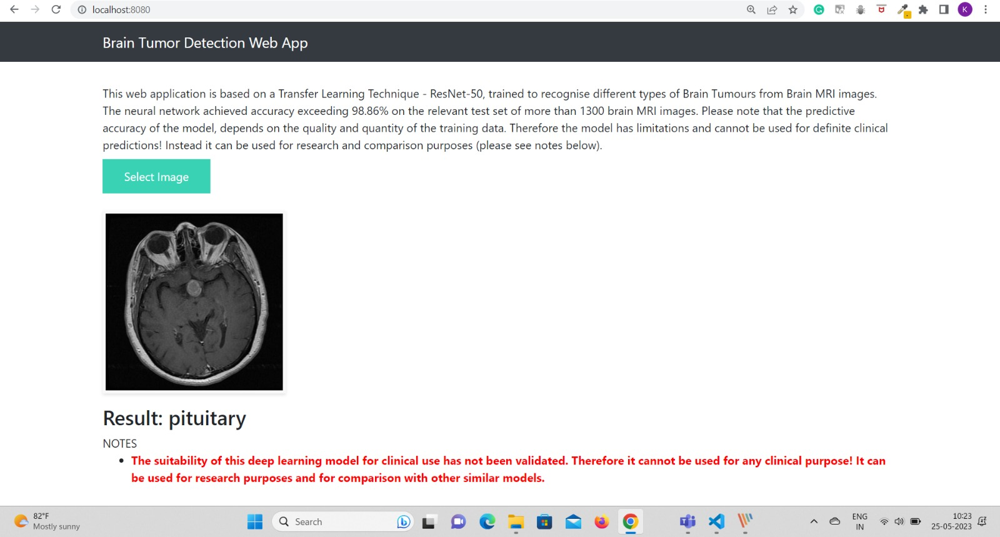 localhost:8080
K
Brain Tumor Detection Web App
This web application is based on a Transfer Learning Technique - ResNet-50, trained to recognise different types of Brain Tumours from Brain MRI images.
The neural network achieved accuracy exceeding 98.86% on the relevant test set of more than 1300 brain MRI images. Please note that the predictive
accuracy of the model, depends on the quality and quantity of the training data. Therefore the model has limitations and cannot be used for definite clinical
predictions! Instead it can be used for research and comparison purposes (please see notes below).
Select Image
Result: pituitary
NOTES
The suitability of this deep learning model for clinical use has not been validated. Therefore it cannot be used for any clinical purpose! It can
be used for research purposes and for comparison with other similar models.
82°F
Mostly sunny
Search
ENG
IN
10:23
25-05-2023